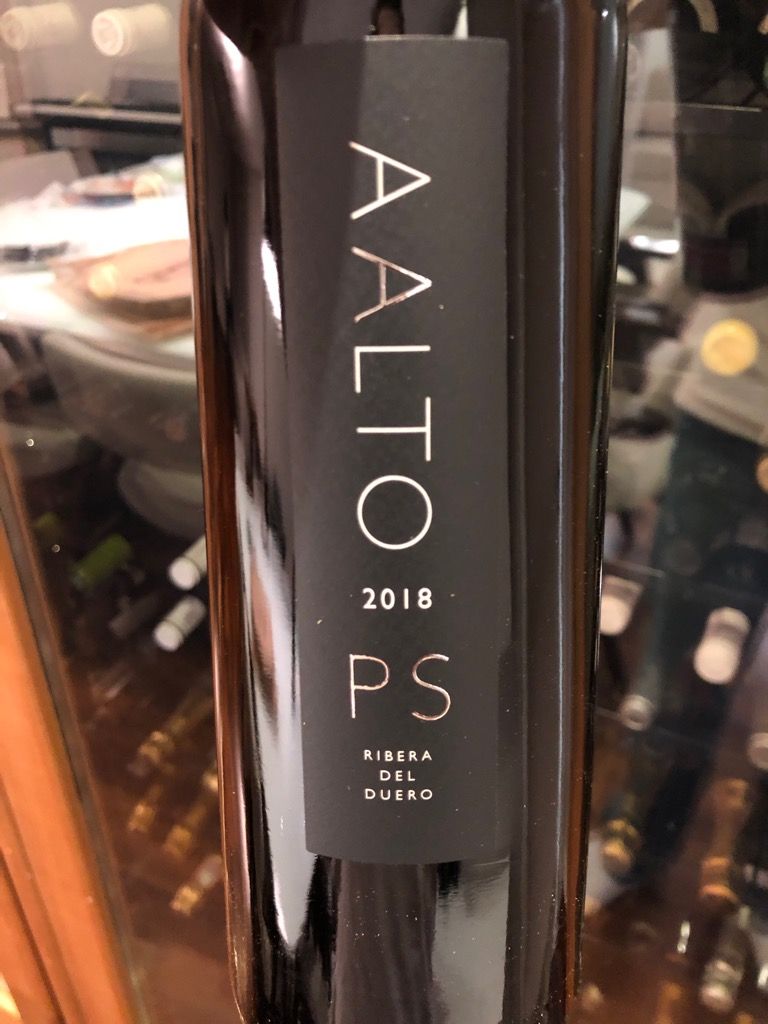 AALTO
2018
PS
RIBERA
DEL
DUERO